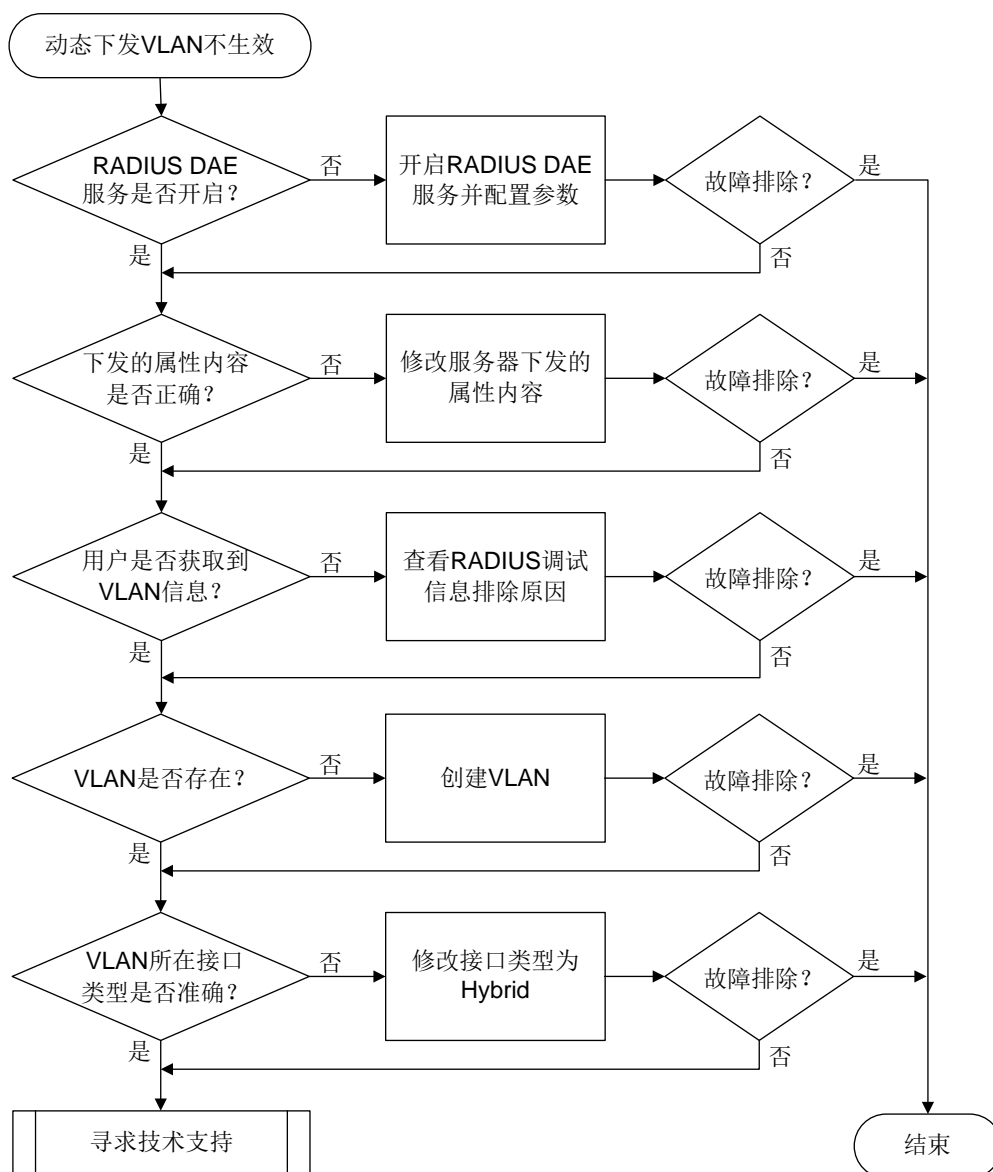 动态下发VLAN不生效
RADIUS DAE
服务是否开启？
否
开启RADIUS DAE
服务并配置参数
故障排除？
是
是
否
下发的属性内容
是否正确？
否
修改服务器下发的
属性内容
故障排除？
是
是
否
用户是否获取到
VLAN信息？
否
查看RADIUS调试
信息排除原因
故障排除？
是
是
否
VLAN是否存在？
否
创建VLAN
故障排除？
是
是
否
VLAN所在接口
类型是否准确？
否
修改接口类型为
Hybrid
故障排除？
是
是
否
寻求技术支持
结束